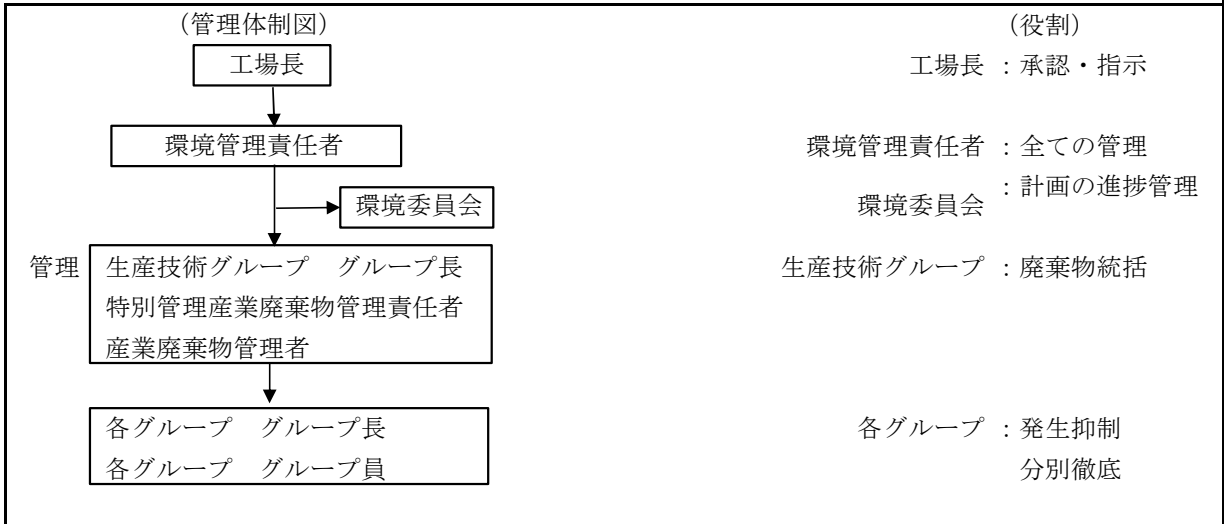 （管理体制図）
工場長
環境管理責任者
環境委員会
管理
生産技術グループ　グループ長
特別管理産業廃棄物管理責任者
産業廃棄物管理者
各グループ　グループ長
各グループ　グループ員
（役割）
工場長　：承認・指示
環境管理責任者　：全ての管理
環境委員会　：計画の進捗管理
生産技術グループ　：廃棄物統括
各グループ　：発生抑制
分別徹底